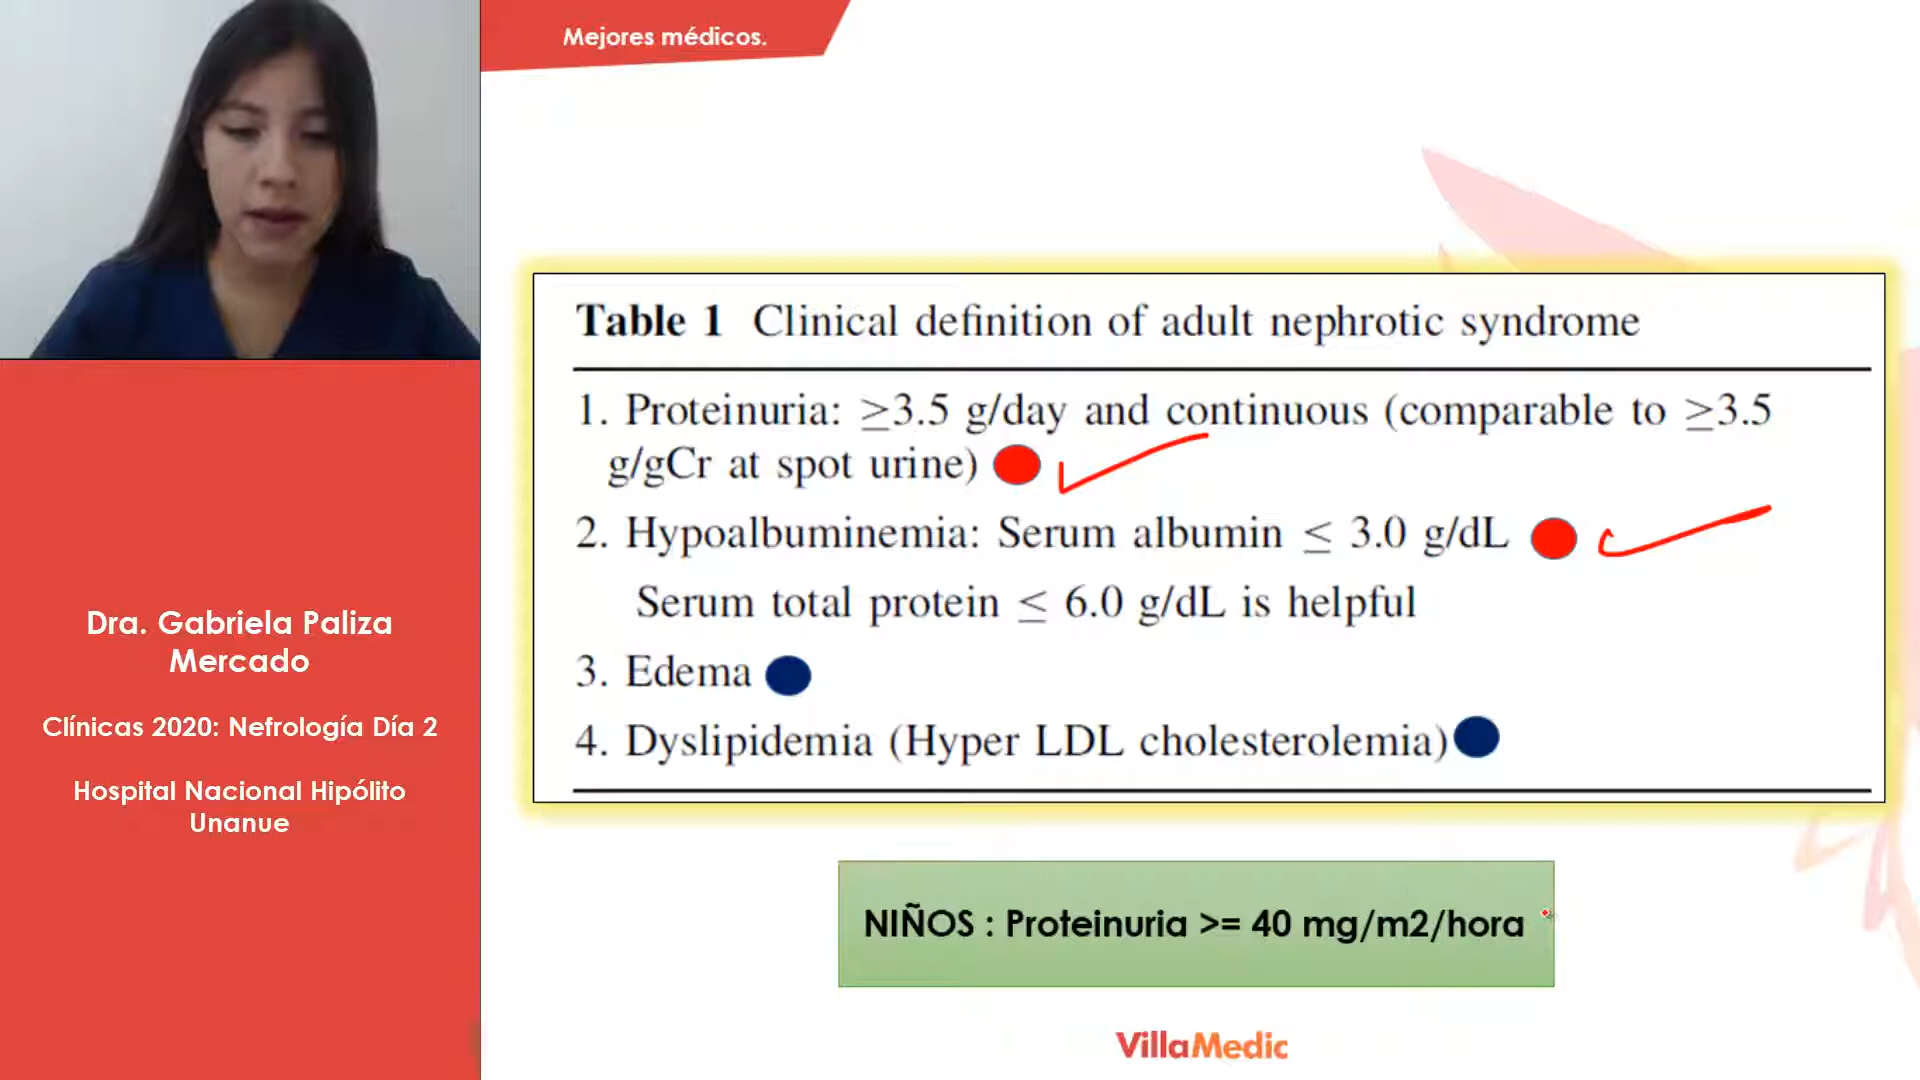 Mejores médicos.
Table 1 Clinical definition of adult nephrotic syndrome
1. Proteinuria: ≥3.5 g/day and continuous (comparable to ≥3.5
g/gCr at spot urine)
2. Hypoalbuminemia: Serum albumin ≤ 3.0 g/dL
Serum total protein ≤ 6.0 g/dL is helpful
3. Edema
4. Dyslipidemia (Hyper LDL cholesterolemia)
NIÑOS : Proteinuria >= 40 mg/m2/hora
VillaMedic
Dra. Gabriela Paliza
Mercado
Clínicas 2020: Nefrología Día 2
Hospital Nacional Hipólito
Unanue